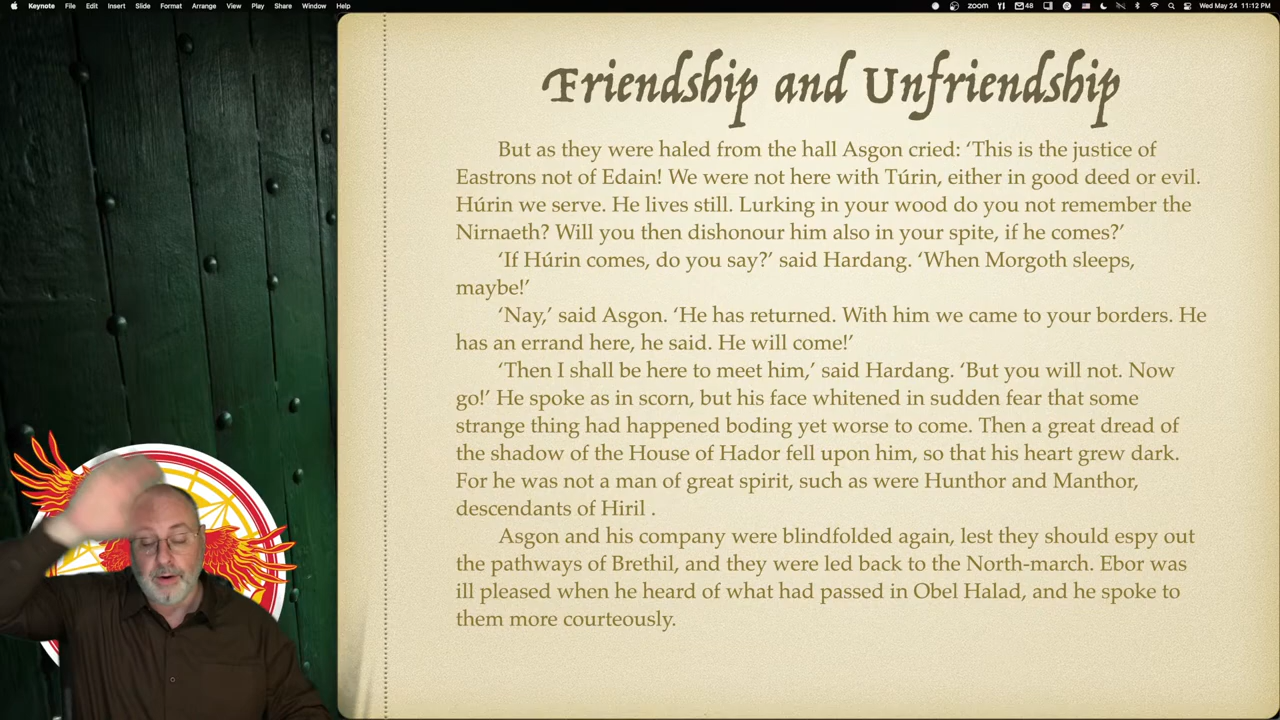 Keynote File Edit Insert Slide Format Arrange View Play Share Window Help
zoom 48 Wed May 24 11:12 PM
Friendship and Unfriendship
But as they were haled from the hall Asgon cried: ‘This is the justice of
Eastrons not of Edain! We were not here with Túrin, either in good deed or evil.
Húrin we serve. He lives still. Lurking in your wood do you not remember the
Nirnaeth? Will you then dishonour him also in your spite, if he comes?’
‘If Húrin comes, do you say?’ said Hardang. ‘When Morgoth sleeps,
maybe!’
‘Nay,’ said Asgon. ‘He has returned. With him we came to your borders. He
has an errand here, he said. He will come!’
‘Then I shall be here to meet him,’ said Hardang. ‘But you will not. Now
go!’ He spoke as in scorn, but his face whitened in sudden fear that some
strange thing had happened boding yet worse to come. Then a great dread of
the shadow of the House of Hador fell upon him, so that his heart grew dark.
For he was not a man of great spirit, such as were Hunthor and Manthor,
descendants of Hiril .
Asgon and his company were blindfolded again, lest they should espy out
the pathways of Brethil, and they were led back to the North-march. Ebor was
ill pleased when he heard of what had passed in Obel Halad, and he spoke to
them more courteously.